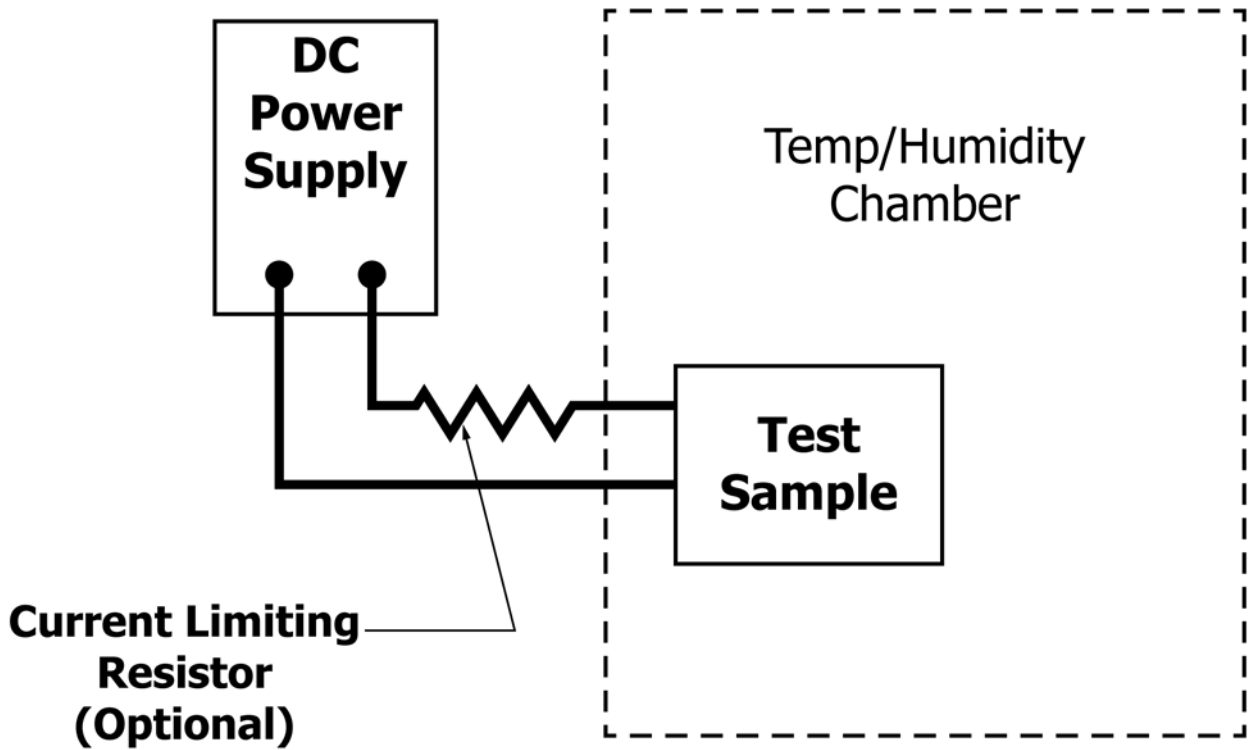 DC
Power
Supply
Temp/Humidity
Chamber
Test
Sample
Current Limiting
Resistor
(Optional)